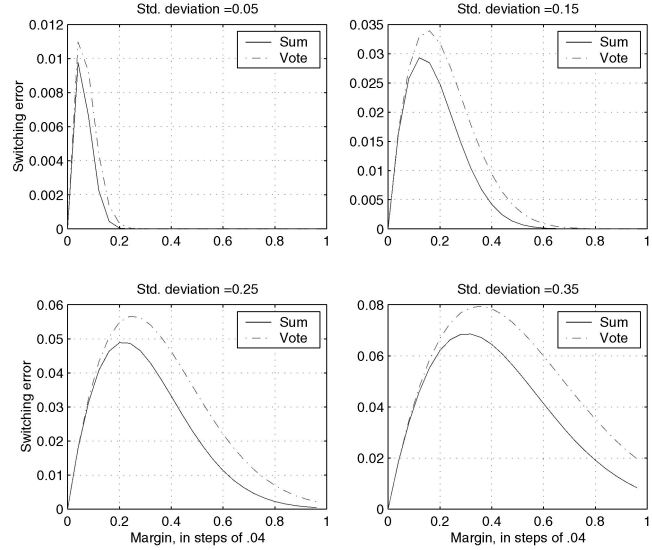 Std. deviation =0.05
0.012
0.01
0.008
0.006
0.004
0.002
0
Switching error
Sum
Vote
0 0.2 0.4 0.6 0.8 1
Std. deviation =0.15
0.035
0.03
0.025
0.02
0.015
0.01
0.005
0
Sum
Vote
0 0.2 0.4 0.6 0.8 1
Std. deviation =0.25
0.06
0.05
0.04
0.03
0.02
0.01
0
Switching error
Sum
Vote
0 0.2 0.4 0.6 0.8 1
Margin, in steps of .04
Std. deviation =0.35
0.08
0.06
0.04
0.02
0
Sum
Vote
0 0.2 0.4 0.6 0.8 1
Margin, in steps of .04